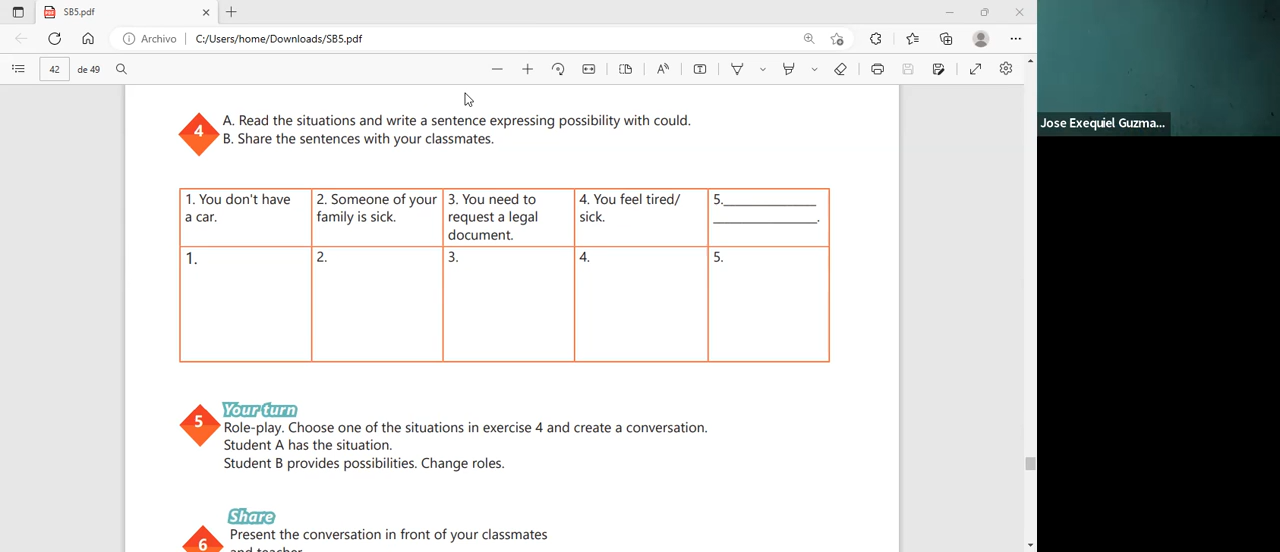 SB5.pdf
Archivo
C:/Users/home/Downloads/SB5.pdf
42 de 49
Jose Exequiel Guzma...
4
A. Read the situations and write a sentence expressing possibility with could.
B. Share the sentences with your classmates.
1. You don't have
a car.
2. Someone of your
family is sick.
3. You need to
request a legal
document.
4. You feel tired/
sick.
5.______________
________________.
1.
2.
3.
4.
5.
5
Your turn
Role-play. Choose one of the situations in exercise 4 and create a conversation.
Student A has the situation.
Student B provides possibilities. Change roles.
Share
6
Present the conversation in front of your classmates
and teacher